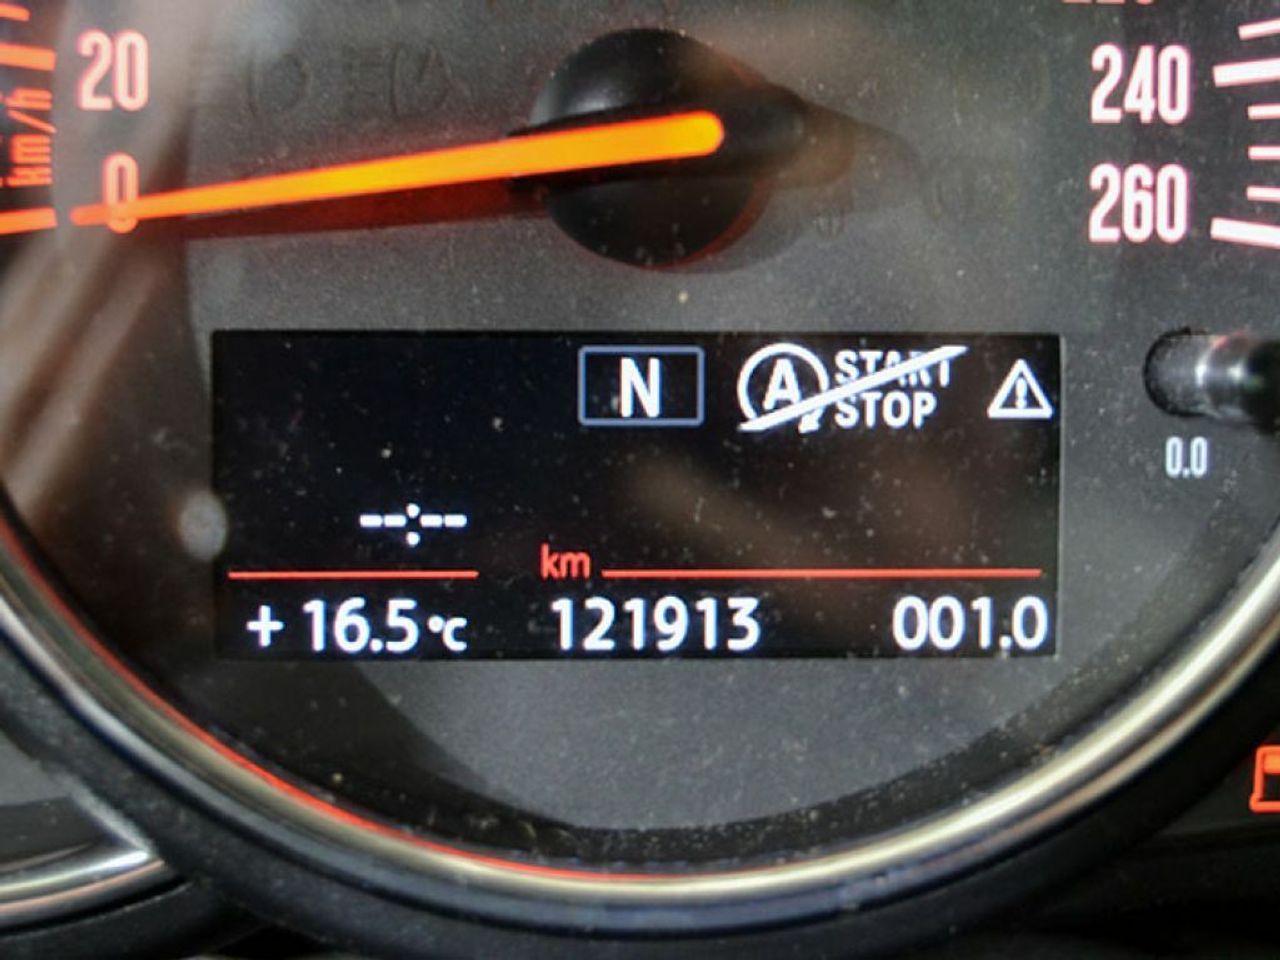 20
240
km/h
0
260
N
A
START
STOP
0.0
--:--
km
+ 16.5 °C
121913
001.0